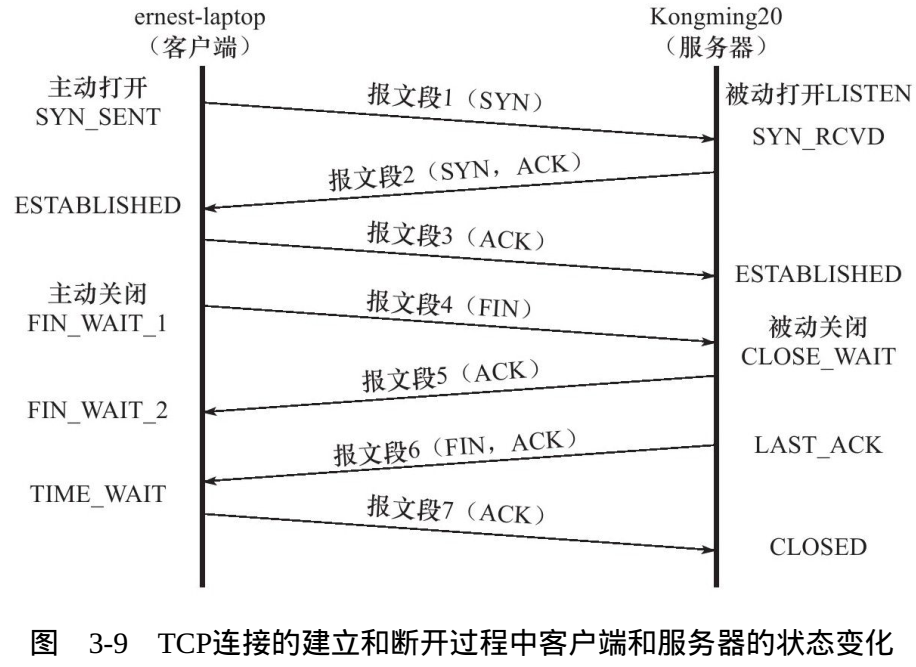 ernest-laptop
（客户端）
Kongming20
（服务器）
主动打开
SYN_SENT
报文段1（SYN）
被动打开LISTEN
SYN_RCVD
报文段2（SYN，ACK）
ESTABLISHED
报文段3（ACK）
ESTABLISHED
主动关闭
FIN_WAIT_1
报文段4（FIN）
被动关闭
CLOSE_WAIT
报文段5（ACK）
FIN_WAIT_2
报文段6（FIN，ACK）
LAST_ACK
TIME_WAIT
报文段7（ACK）
CLOSED
图 3-9 TCP连接的建立和断开过程中客户端和服务器的状态变化